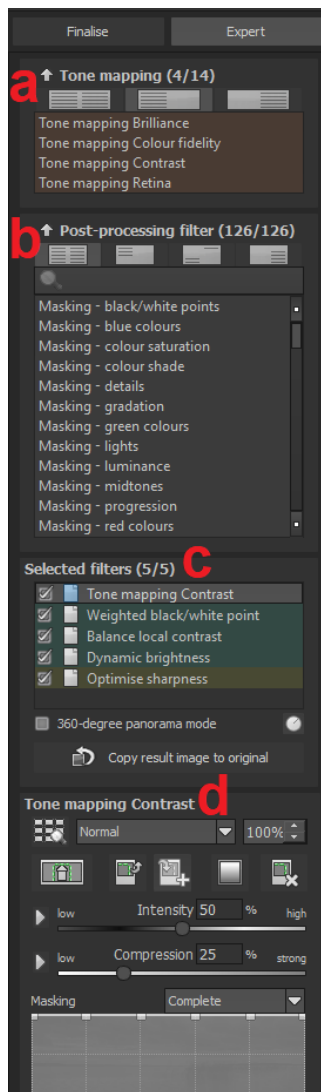 Finalise Expert
a
Tone mapping (4/14)
Tone mapping Brilliance
Tone mapping Colour fidelity
Tone mapping Contrast
Tone mapping Retina
b
Post-processing filter (126/126)
Masking - black/white points
Masking - blue colours
Masking - colour saturation
Masking - colour shade
Masking - details
Masking - gradation
Masking - green colours
Masking - lights
Masking - luminance
Masking - midtones
Masking - progression
Masking - red colours
Selected filters (5/5) c
Tone mapping Contrast
Weighted black/white point
Balance local contrast
Dynamic brightness
Optimise sharpness
360-degree panorama mode
Copy result image to original
Tone mapping Contrast d
Normal 100%
low Intensity 50 % high
low Compression 25 % strong
Masking Complete